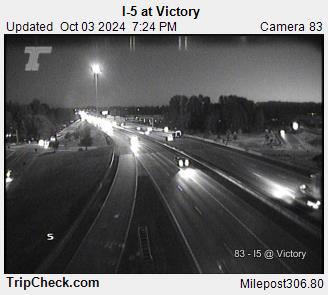 I-5 at Victory
Updated Oct 03 2024 7:24 PM Camera 83
T
S
83 - I5 @ Victory
TripCheck.com Milepost306.80